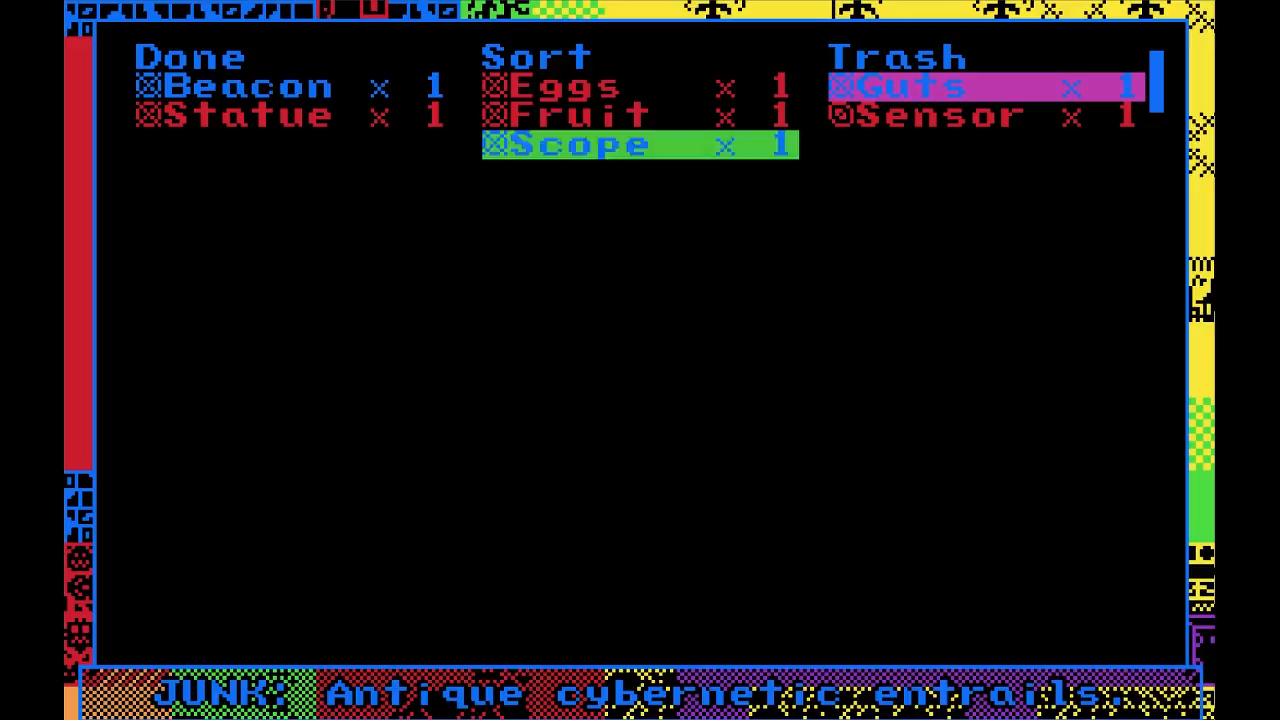 Done Sort Trash
Beacon x 1 Eggs x 1 Guts x 1
Statue x 1 Fruit x 1 Sensor x 1
Scope x 1
JUNK: Antique cybernetic entrails.